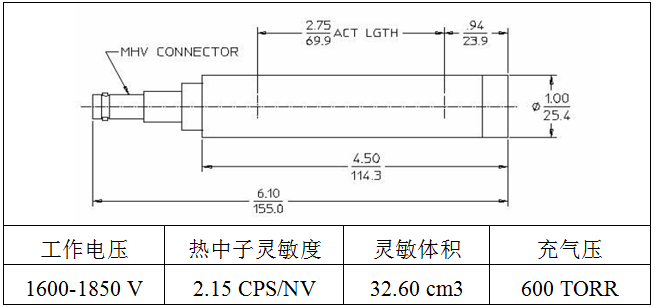 2.75
69.9 ACT LGTH
.94
23.9
MHV CONNECTOR
⌀ 1.00
25.4
4.50
114.3
6.10
155.0
工作电压 热中子灵敏度 灵敏体积 充气压
1600-1850 V 2.15 CPS/NV 32.60 cm3 600 TORR